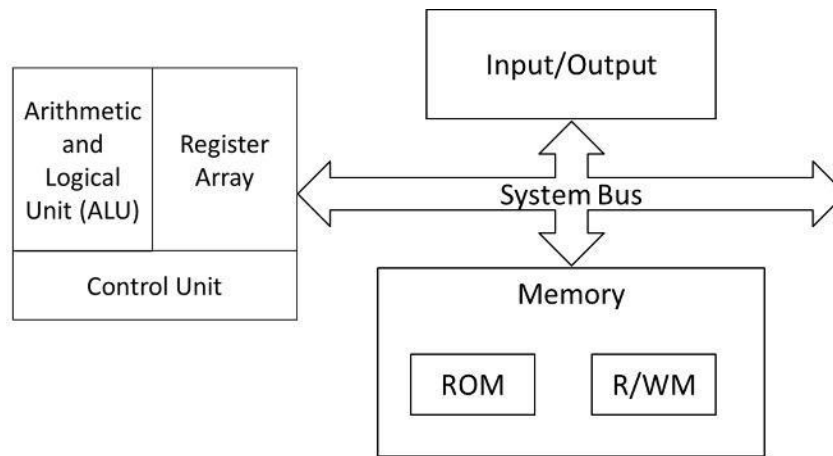 Input/Output
Arithmetic
and
Logical
Unit (ALU)
Register
Array
System Bus
Control Unit
Memory
ROM
R/WM